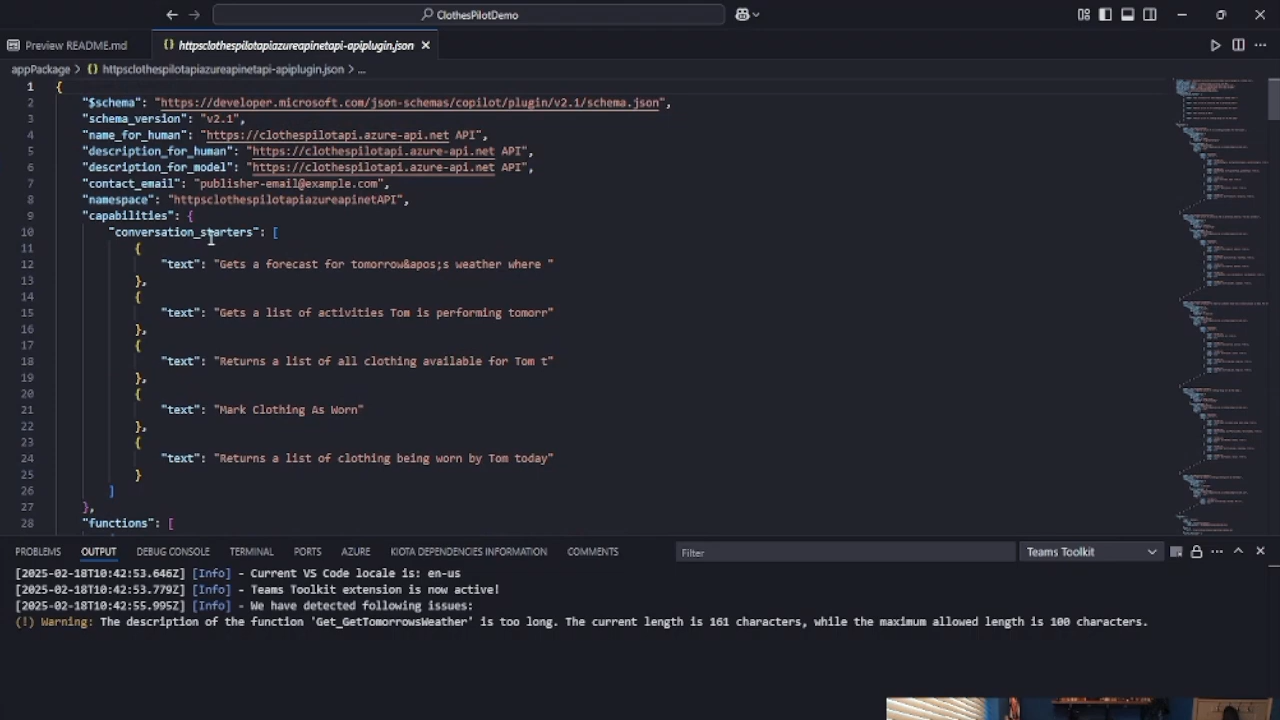 ClothesPilotDemo
Preview README.md
{} httpsclothespilotapiazureapinetapi-apiplugin.json
appPackage > {} httpsclothespilotapiazureapinetapi-apiplugin.json > ...
1 {
2 "$schema": "https://developer.microsoft.com/json-schemas/copilot/plugin/v2.1/schema.json",
3 "schema_version": "v2.1",
4 "name_for_human": "https://clothespilotapi.azure-api.net API",
5 "description_for_human": "https://clothespilotapi.azure-api.net API",
6 "description_for_model": "https://clothespilotapi.azure-api.net API",
7 "contact_email": "publisher-email@example.com",
8 "namespace": "httpsclothespilotapiazureapinetAPI",
9 "capabilities": {
10 "conversation_starters": [
11 {
12 "text": "Gets a forecast for tomorrow&apos;s weather where "
13 },
14 {
15 "text": "Gets a list of activities Tom is performing tomorr"
16 },
17 {
18 "text": "Returns a list of all clothing available for Tom t"
19 },
20 {
21 "text": "Mark Clothing As Worn"
22 },
23 {
24 "text": "Returns a list of clothing being worn by Tom today"
25 }
26 ]
27 },
28 "functions": [
PROBLEMS OUTPUT DEBUG CONSOLE TERMINAL PORTS AZURE KIOTA DEPENDENCIES INFORMATION COMMENTS Filter Teams Toolkit
[2025-02-18T10:42:53.646Z] [Info] - Current VS Code locale is: en-us
[2025-02-18T10:42:53.779Z] [Info] - Teams Toolkit extension is now active!
[2025-02-18T10:42:55.995Z] [Info] - We have detected following issues:
(!) Warning: The description of the function 'Get_GetTomorrowsWeather' is too long. The current length is 161 characters, while the maximum allowed length is 100 characters.